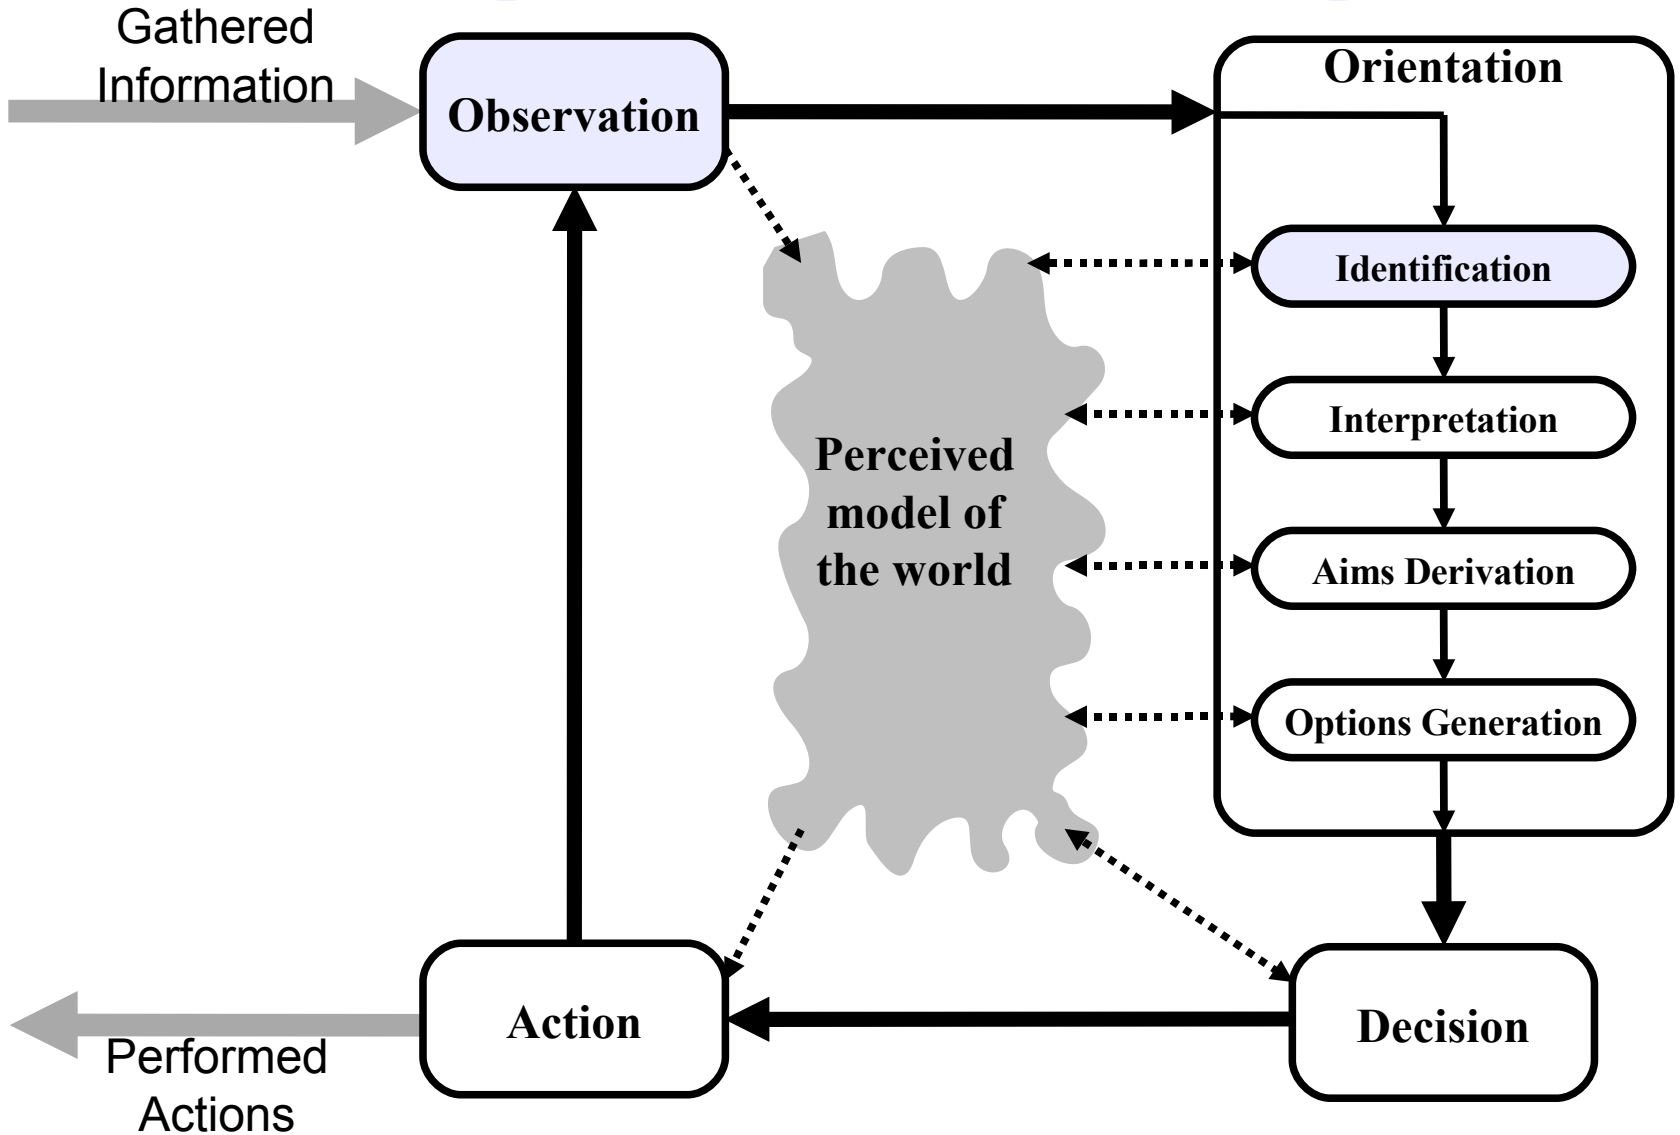 Gathered
Information
Observation
Orientation
Identification
Interpretation
Aims Derivation
Options Generation
Perceived
model of
the world
Action
Decision
Performed
Actions